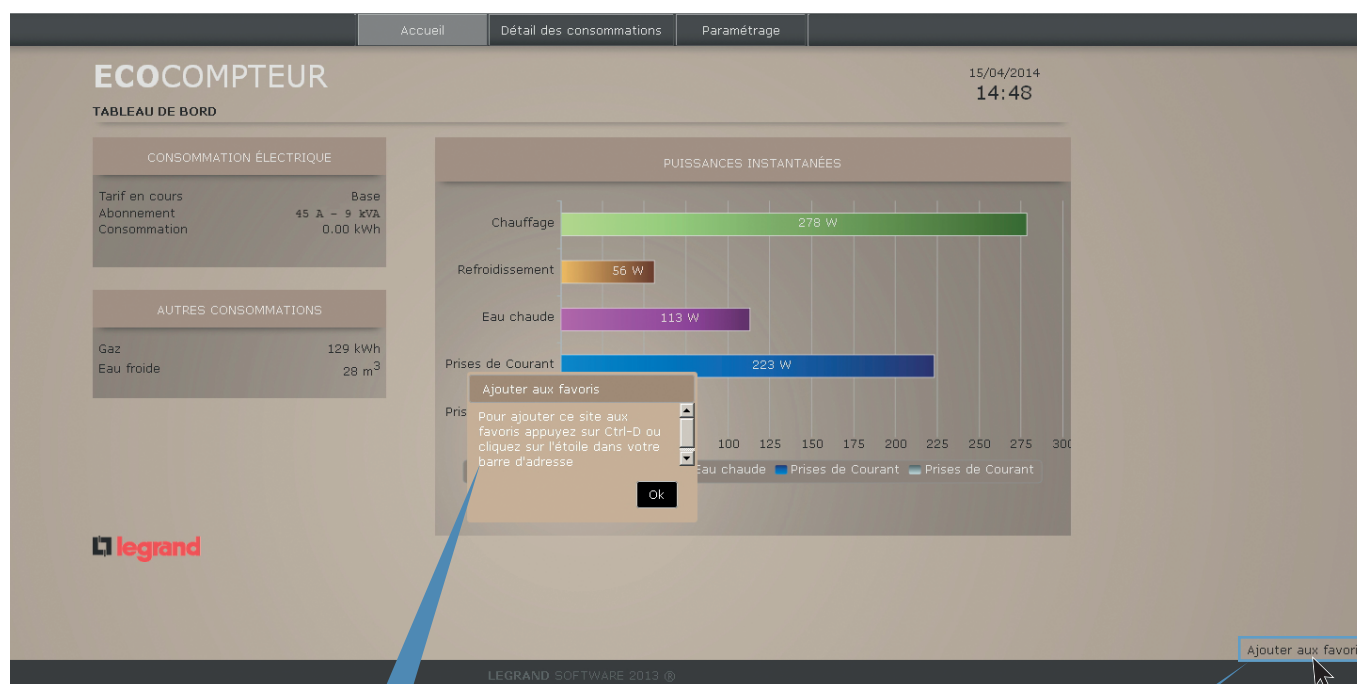 Accueil
Détail des consommations
Paramétrage
ECOCOMPTEUR
15/04/2014
14:48
TABLEAU DE BORD
CONSOMMATION ÉLECTRIQUE
Tarif en cours Base
Abonnement 45 A - 9 kVA
Consommation 0.00 kWh
AUTRES CONSOMMATIONS
Gaz 129 kWh
Eau froide 28 m³
PUISSANCES INSTANTANÉES
Chauffage 278 W
Refroidissement 56 W
Eau chaude 113 W
Prises de Courant 223 W
Pris
100 125 150 175 200 225 250 275 300
Eau chaude Prises de Courant Prises de Courant
Ajouter aux favoris
Pour ajouter ce site aux
favoris appuyez sur Ctrl-D ou
cliquez sur l'étoile dans votre
barre d'adresse
Ok
legrand
Ajouter aux favori
LEGRAND SOFTWARE 2013 ®